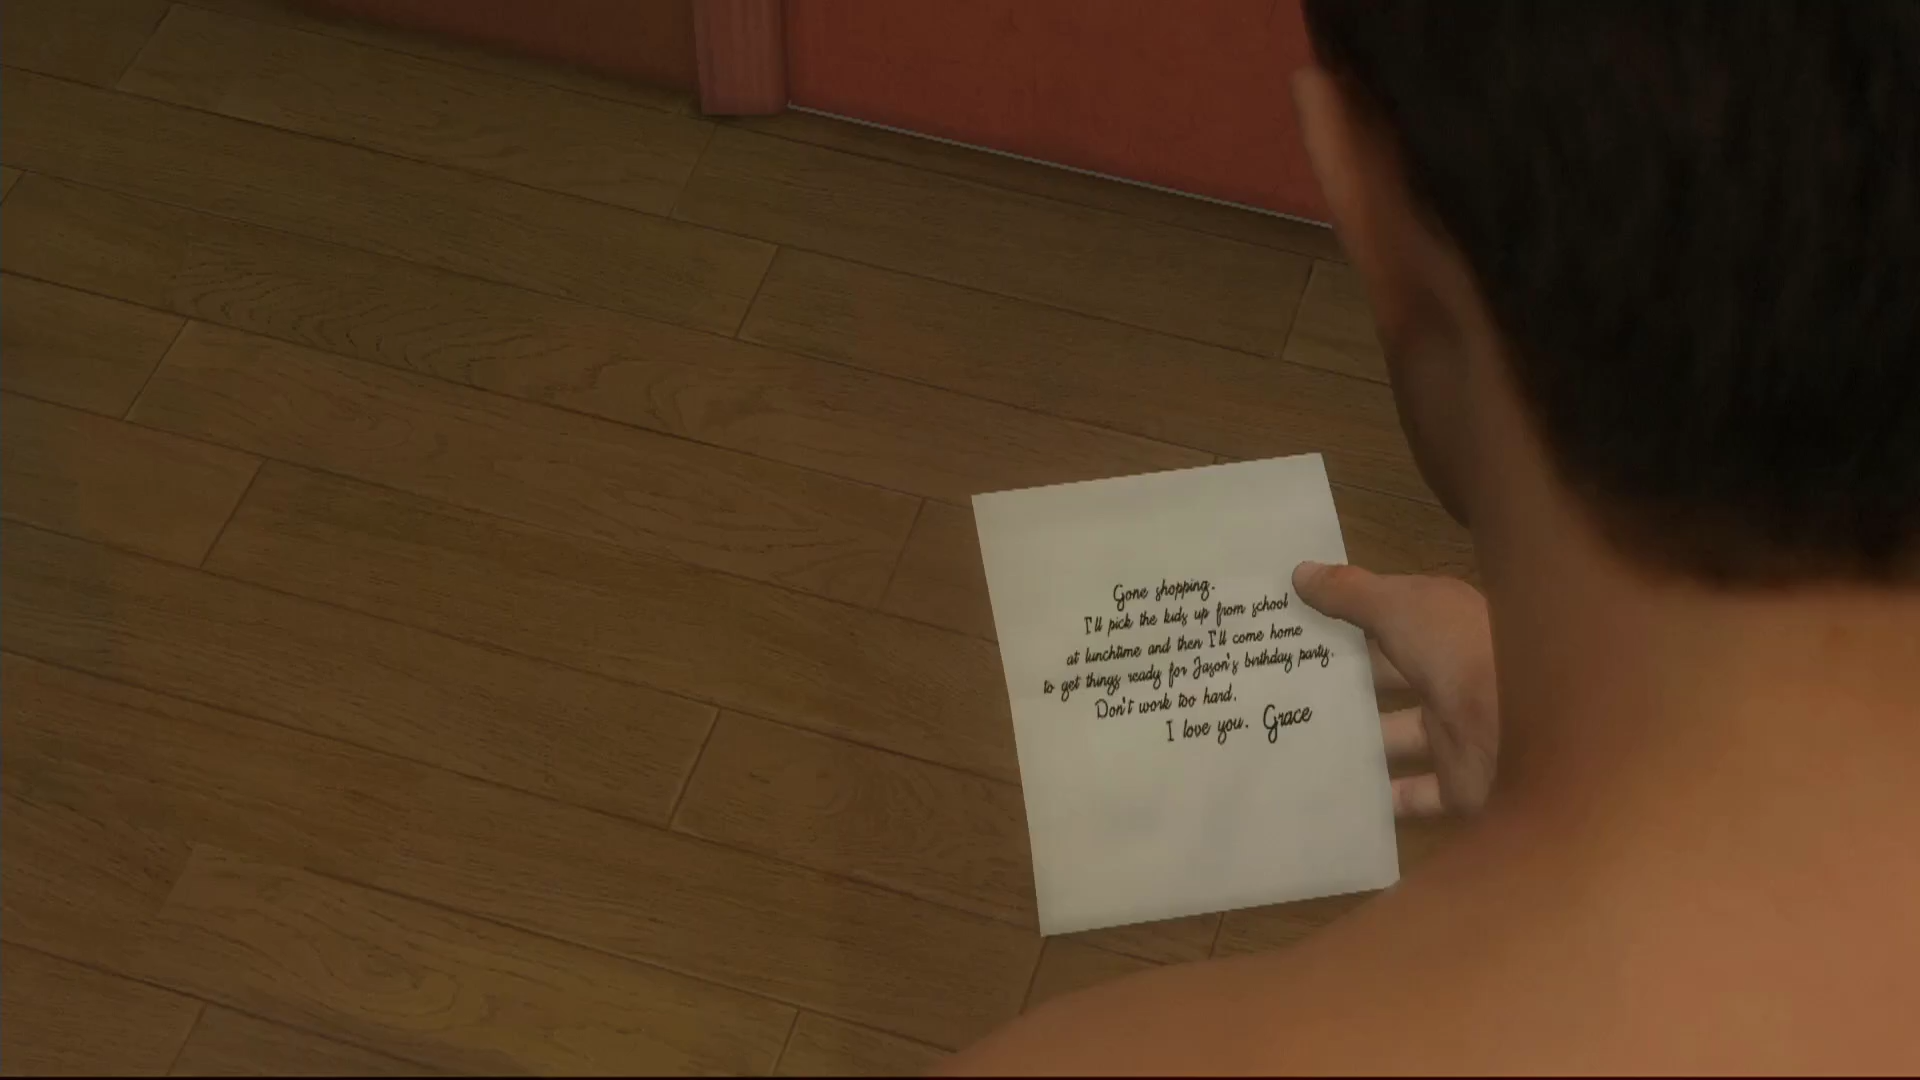 Gone shopping.
I'll pick the kids up from school
at lunchtime and then I'll come home
to get things ready for Jason's birthday party.
Don't work too hard.
I love you. Grace